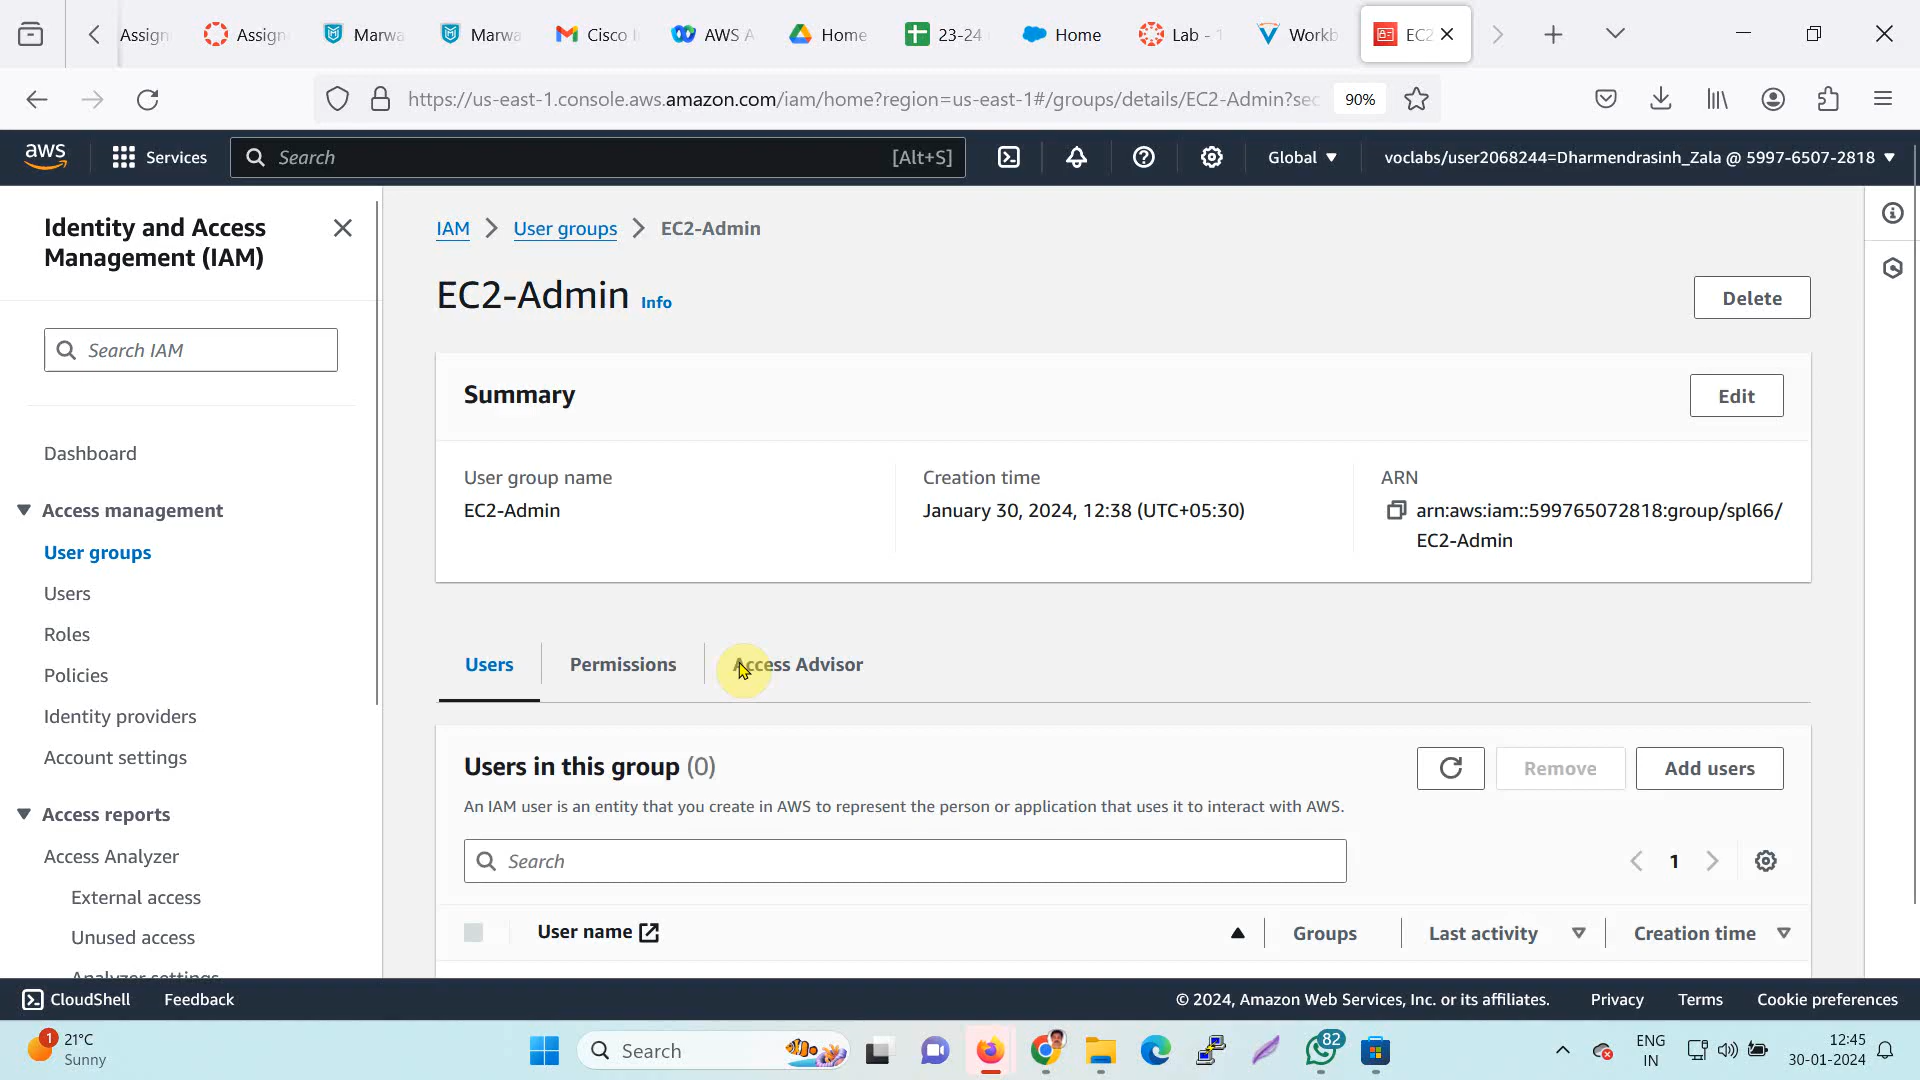 Assign
Assign
Marwa
Marwa
Cisco I
AWS A
Home
23-24
Home
Lab - 1
Workb
EC2
https://us-east-1.console.aws.amazon.com/iam/home?region=us-east-1#/groups/details/EC2-Admin?sec
90%
aws
Services
Search
[Alt+S]
Global
voclabs/user2068244=Dharmendrasinh_Zala @ 5997-6507-2818
Identity and Access
Management (IAM)
Search IAM
Dashboard
Access management
User groups
Users
Roles
Policies
Identity providers
Account settings
Access reports
Access Analyzer
External access
Unused access
Analyzer settings
IAM > User groups > EC2-Admin
EC2-Admin Info
Delete
Summary
Edit
User group name
EC2-Admin
Creation time
January 30, 2024, 12:38 (UTC+05:30)
ARN
arn:aws:iam::599765072818:group/spl66/
EC2-Admin
Users
Permissions
Access Advisor
Users in this group (0)
Remove
Add users
An IAM user is an entity that you create in AWS to represent the person or application that uses it to interact with AWS.
Search
1
User name
Groups
Last activity
Creation time
CloudShell
Feedback
© 2024, Amazon Web Services, Inc. or its affiliates.
Privacy
Terms
Cookie preferences
1
21°C
Sunny
Search
82
ENG
IN
12:45
30-01-2024